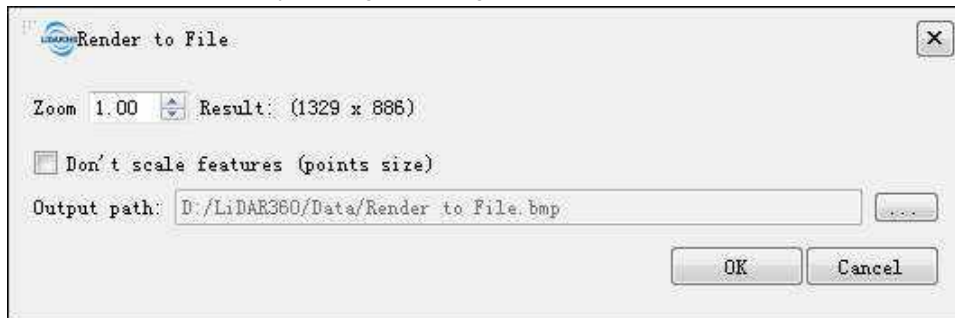 Render to File
Zoom 1.00 Result: (1329 x 886)
Don't scale features (points size)
Output path: D:/LiDAR360/Data/Render to File.bmp ...
OK Cancel